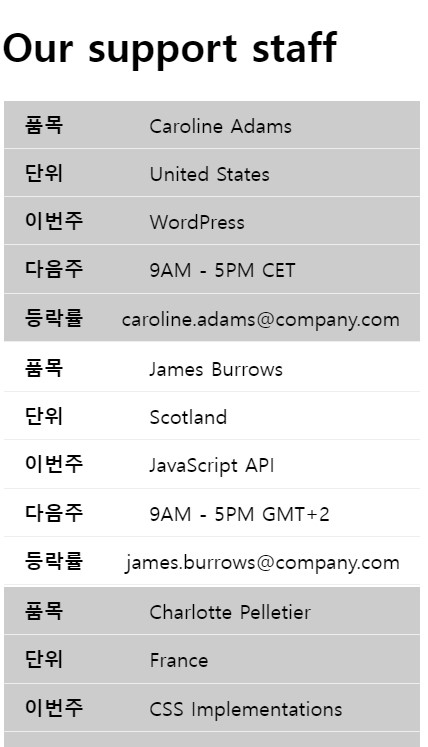 Our support staff
품목 Caroline Adams
단위 United States
이번주 WordPress
다음주 9AM - 5PM CET
등락률 caroline.adams@company.com
품목 James Burrows
단위 Scotland
이번주 JavaScript API
다음주 9AM - 5PM GMT+2
등락률 james.burrows@company.com
품목 Charlotte Pelletier
단위 France
이번주 CSS Implementations